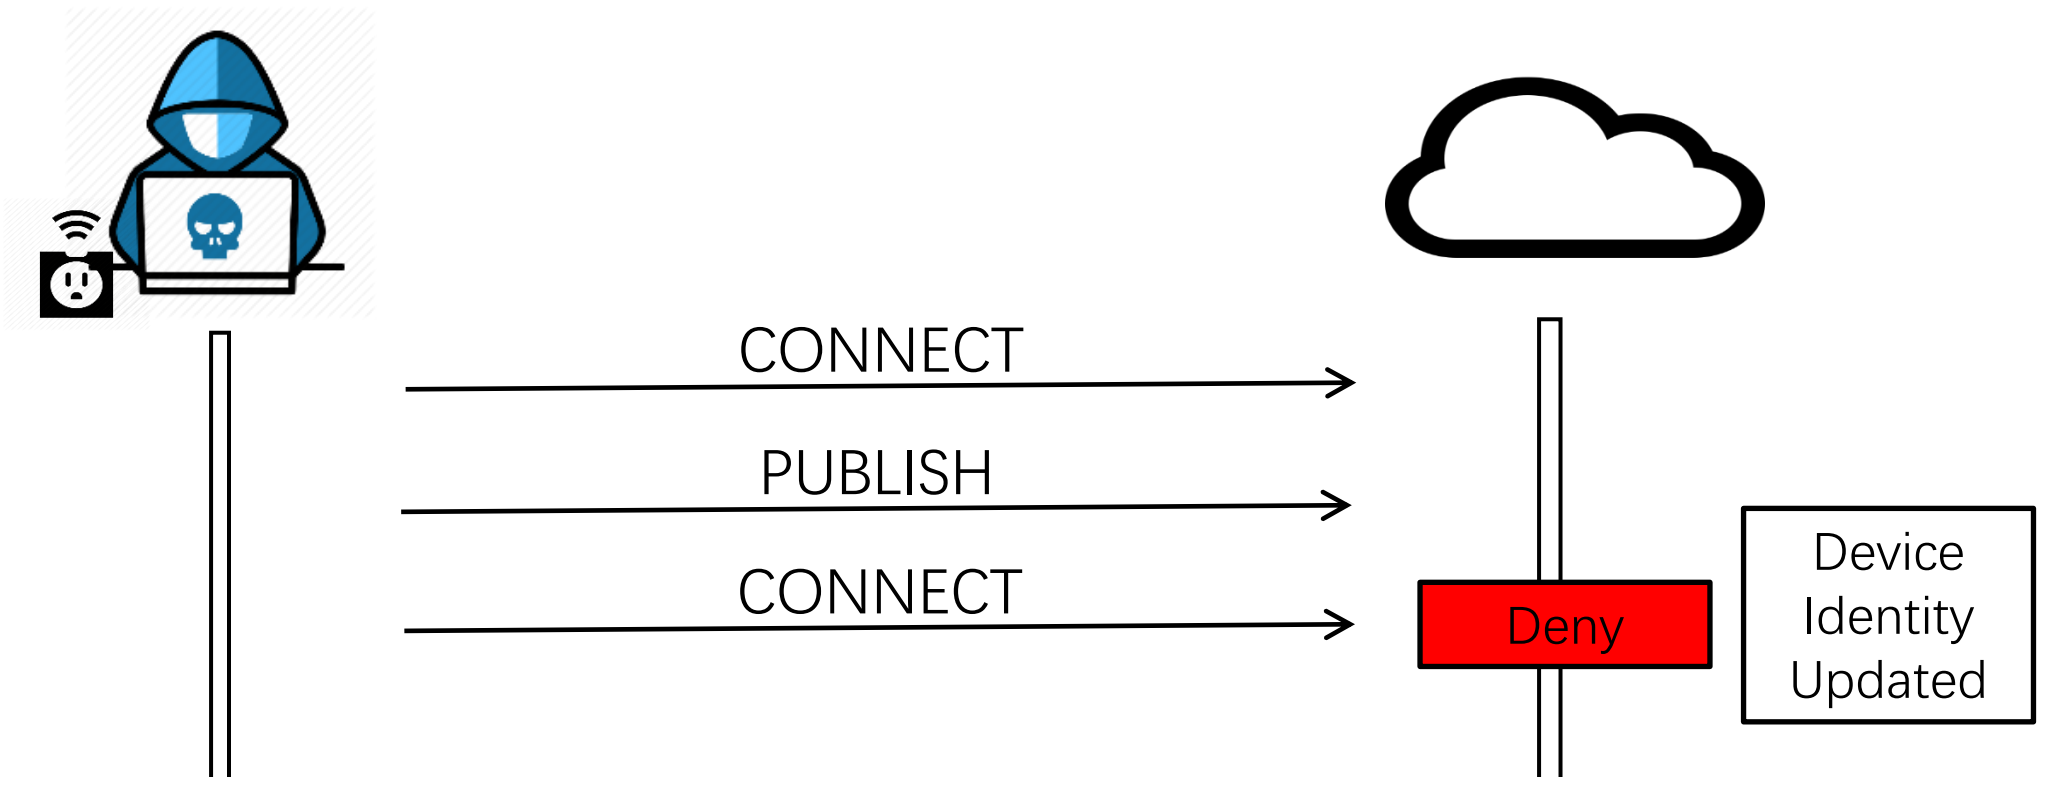 CONNECT
PUBLISH
CONNECT
Deny
Device
Identity
Updated